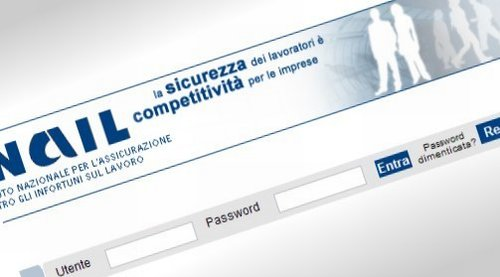 la sicurezza dei lavoratori è
competitività per le imprese
NAIL
UTO NAZIONALE PER L'ASSICURAZIONE
TRO GLI INFORTUNI SUL LAVORO
Utente
Password
Entra
Password
dimenticata?
Re